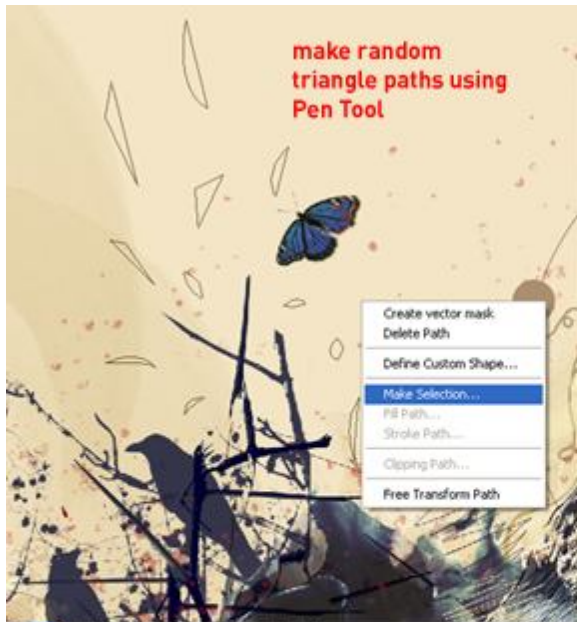 make random
triangle paths using
Pen Tool
Create vector mask
Delete Path
Define Custom Shape...
Make Selection...
Fill Path...
Stroke Path...
Clipping Path...
Free Transform Path